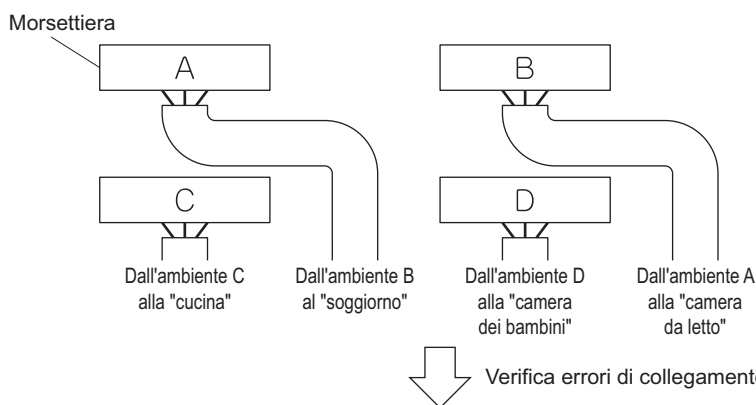 Morsettiera
A
B
C
D
Dall'ambiente C
alla "cucina"
Dall'ambiente B
al "soggiorno"
Dall'ambiente D
alla "camera
dei bambini"
Dall'ambiente A
alla "camera
da letto"
Verifica errori di collegament